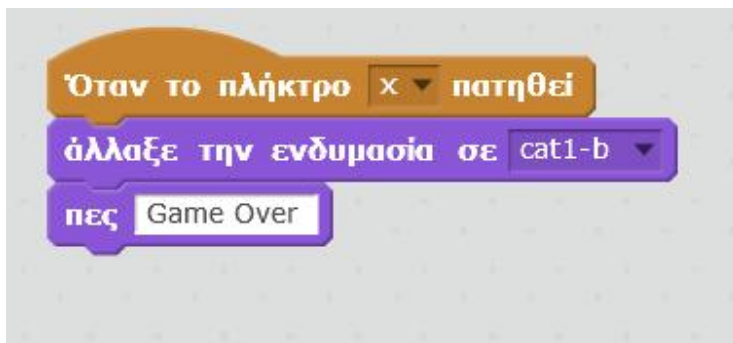 Όταν το πλήκτρο x πατηθεί
άλλαξε την ενδυμασία σε cat1-b
πες Game Over